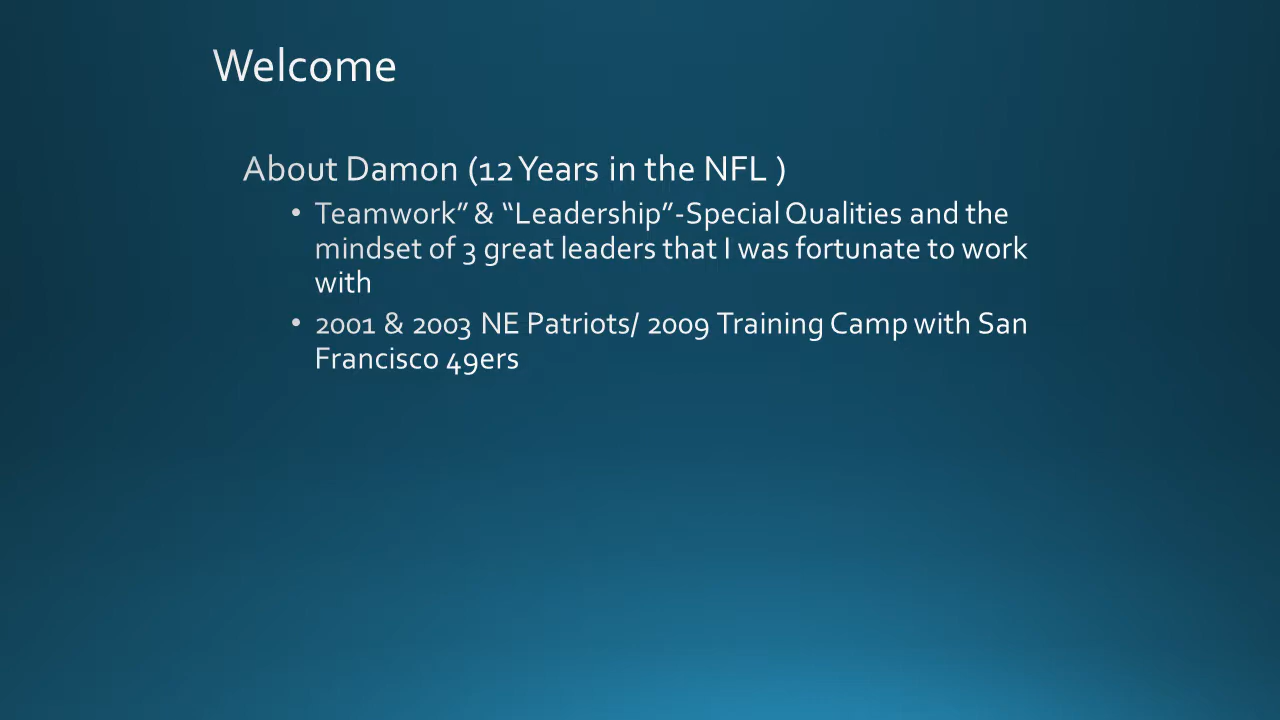 Welcome
About Damon (12 Years in the NFL )
• Teamwork” & “Leadership”-Special Qualities and the
mindset of 3 great leaders that I was fortunate to work
with
• 2001 & 2003 NE Patriots/ 2009 Training Camp with San
Francisco 49ers